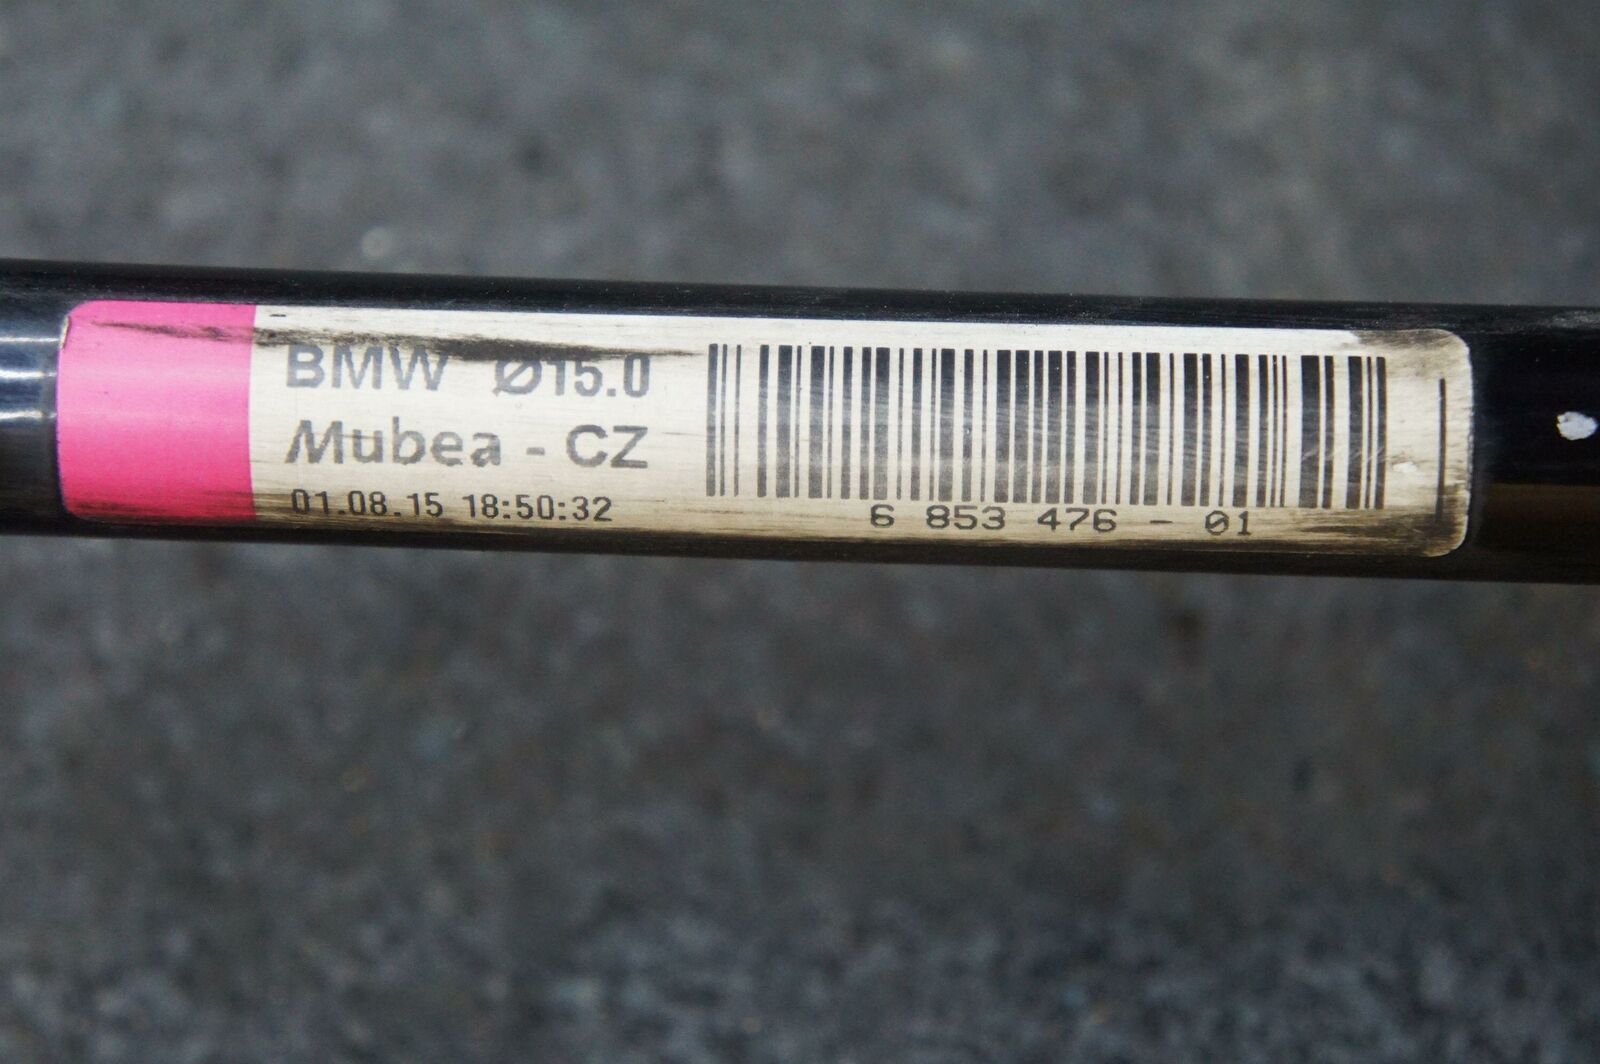 BMW Ø15.0
Mubea - CZ
01.08.15 18:50:32
6 853 476 - 01